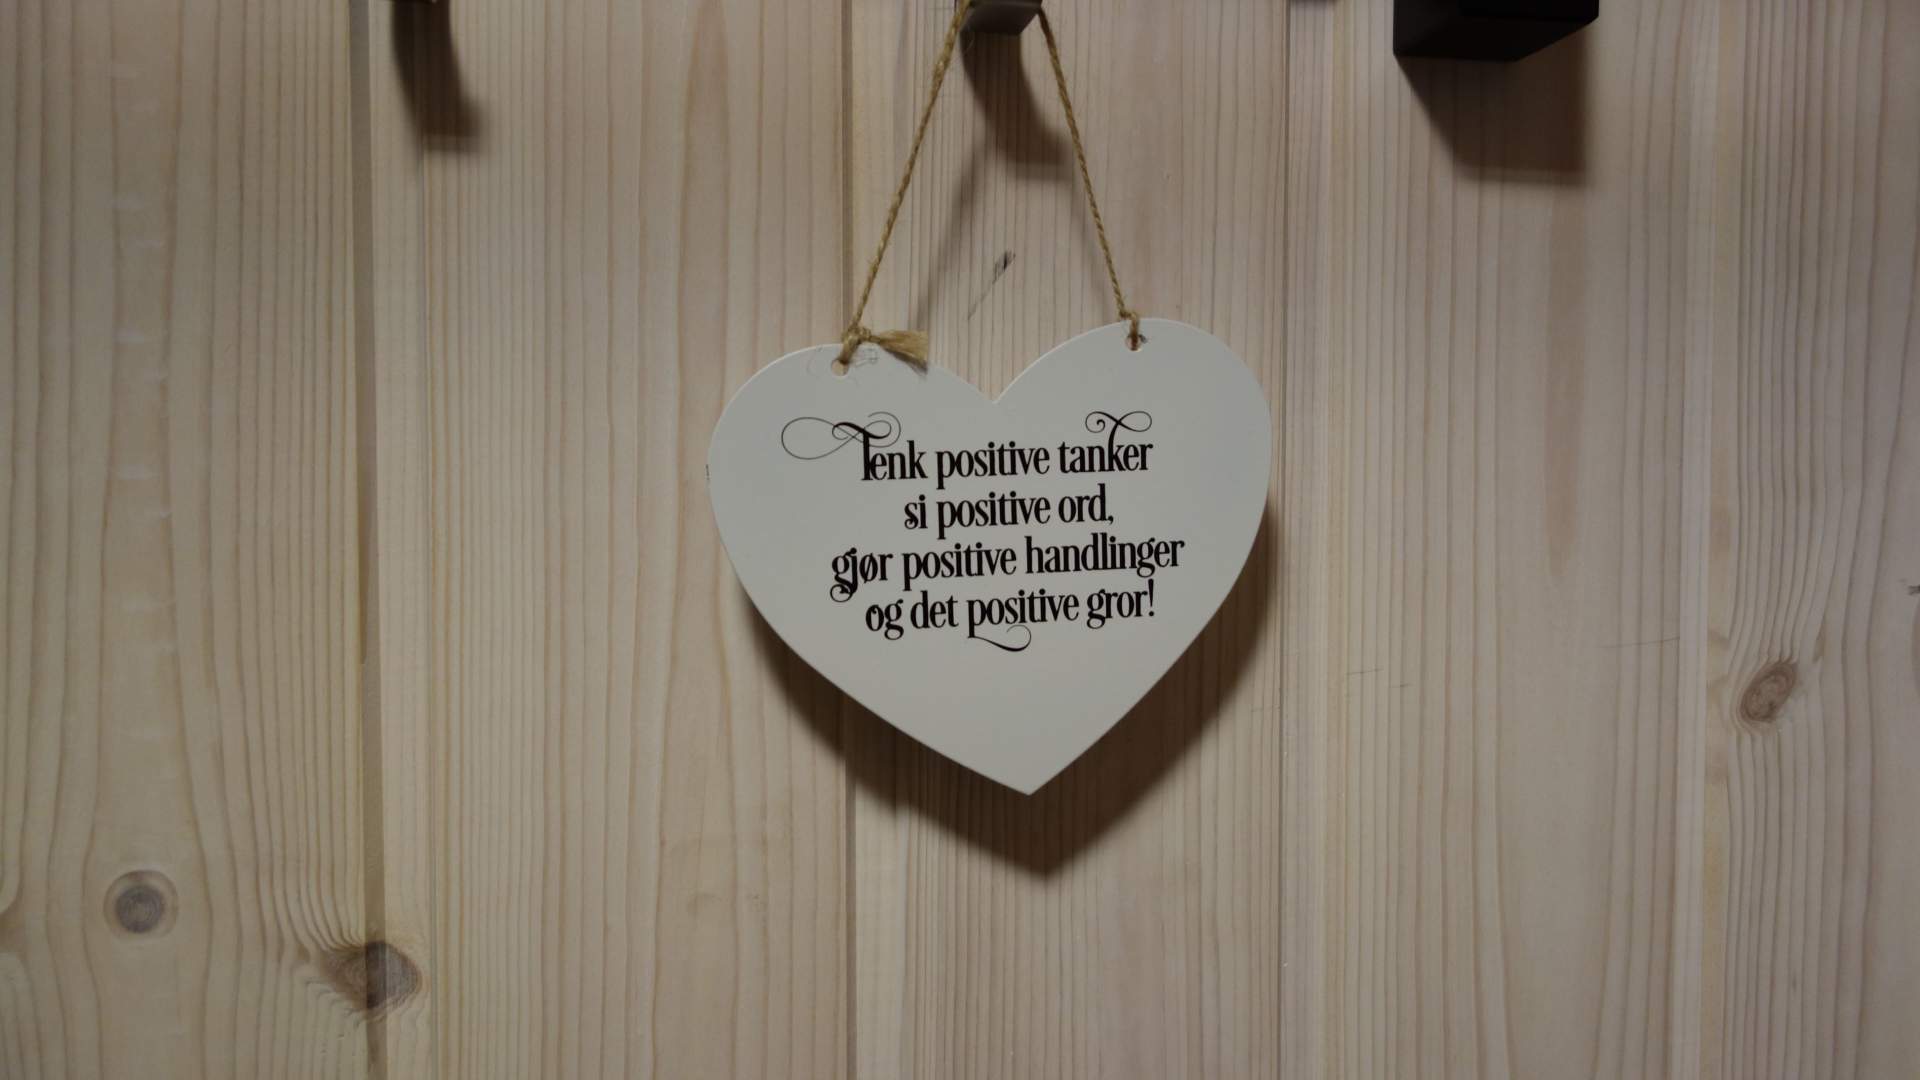 Tenk positive tanker
si positive ord,
gjør positive handlinger
og det positive gror!